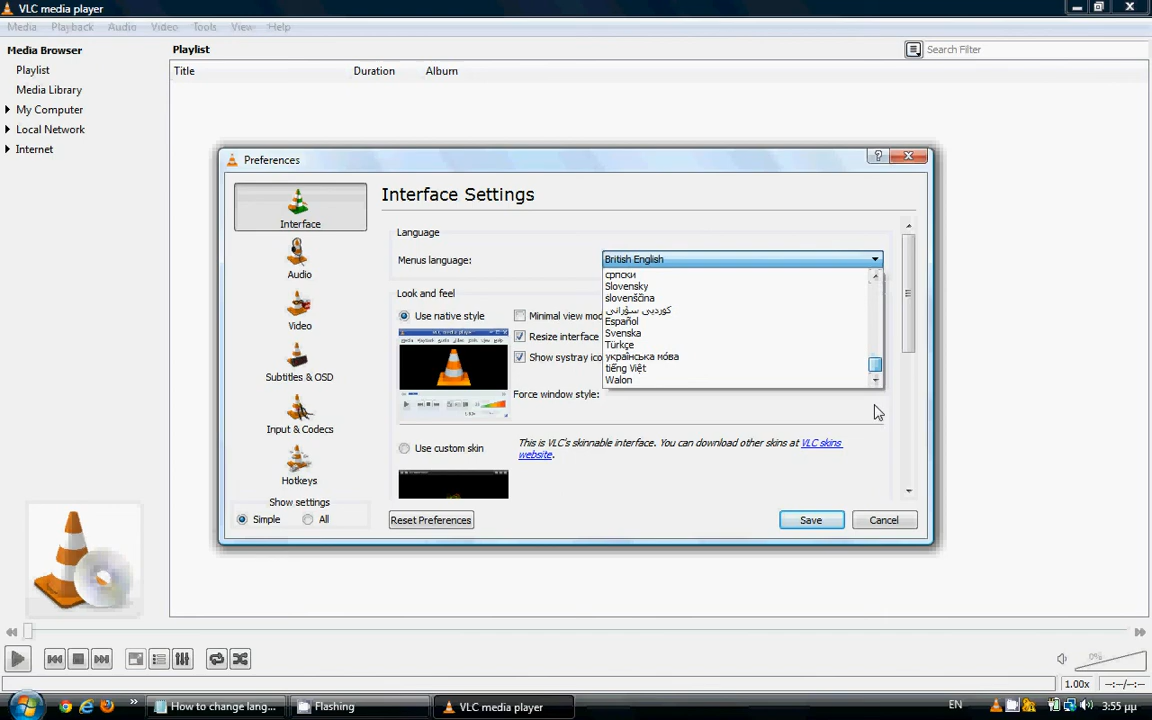 VLC media player
Media Playback Audio Video Tools View Help
Media Browser
Playlist
Media Library
My Computer
Local Network
Internet
Playlist
Search Filter
Title Duration Album
Preferences
Interface
Audio
Video
Subtitles & OSD
Input & Codecs
Hotkeys
Show settings
Simple All
Interface Settings
Language
Menus language: British English
српски
Slovensky
slovenščina
كوردیی سۆرانی
Español
Svenska
Türkçe
українська мо́ва
tiếng Việt
Walon
Look and feel
Use native style
Minimal view mod
Resize interface
Show systray ico
Force window style:
Use custom skin
This is VLC's skinnable interface. You can download other skins at VLC skins
website.
Reset Preferences Save Cancel
0%
1.00x --:--/--:--
How to change lang...
Flashing
VLC media player
EN
3:55 μμ